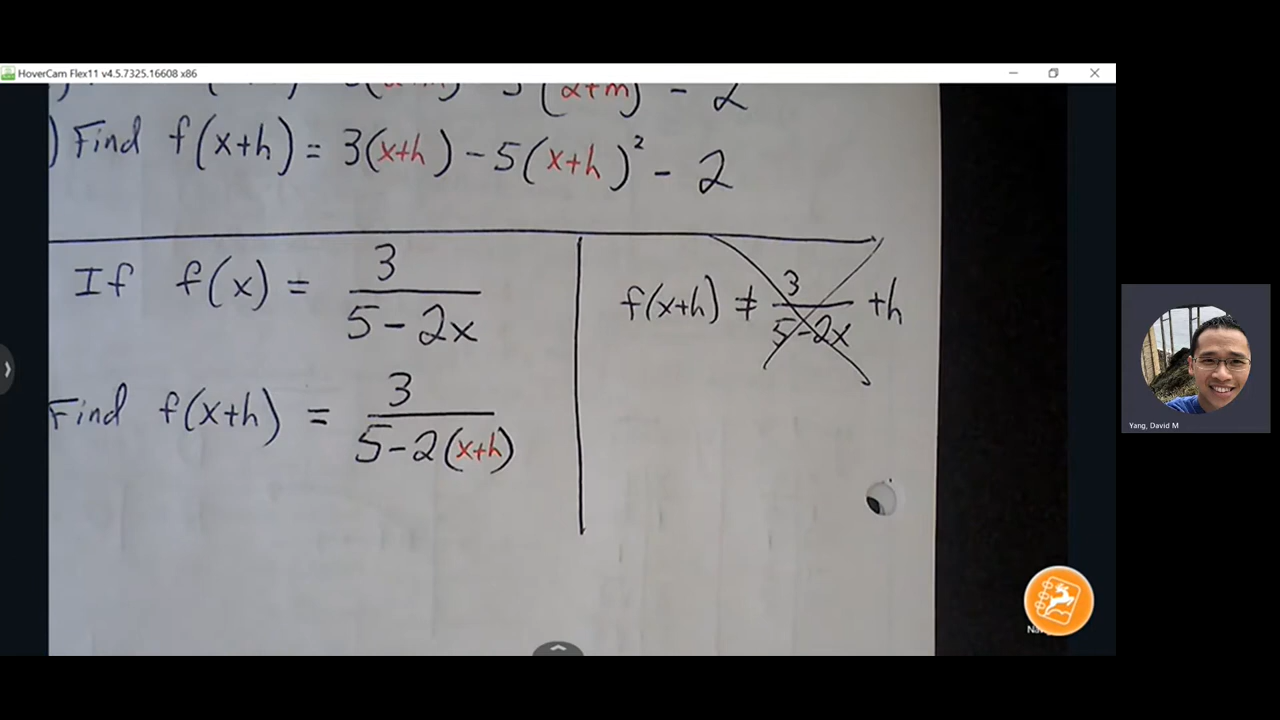 HoverCam Flex11 v4.5.7325.16608 x86
(α+m) - 2
) Find f(x+h) = 3(x+h) - 5(x+h)² - 2
If f(x) = 3/(5-2x)
f(x+h) ≠ 3/(5-2x) + h
Find f(x+h) = 3/(5-2(x+h))
Yang, David M